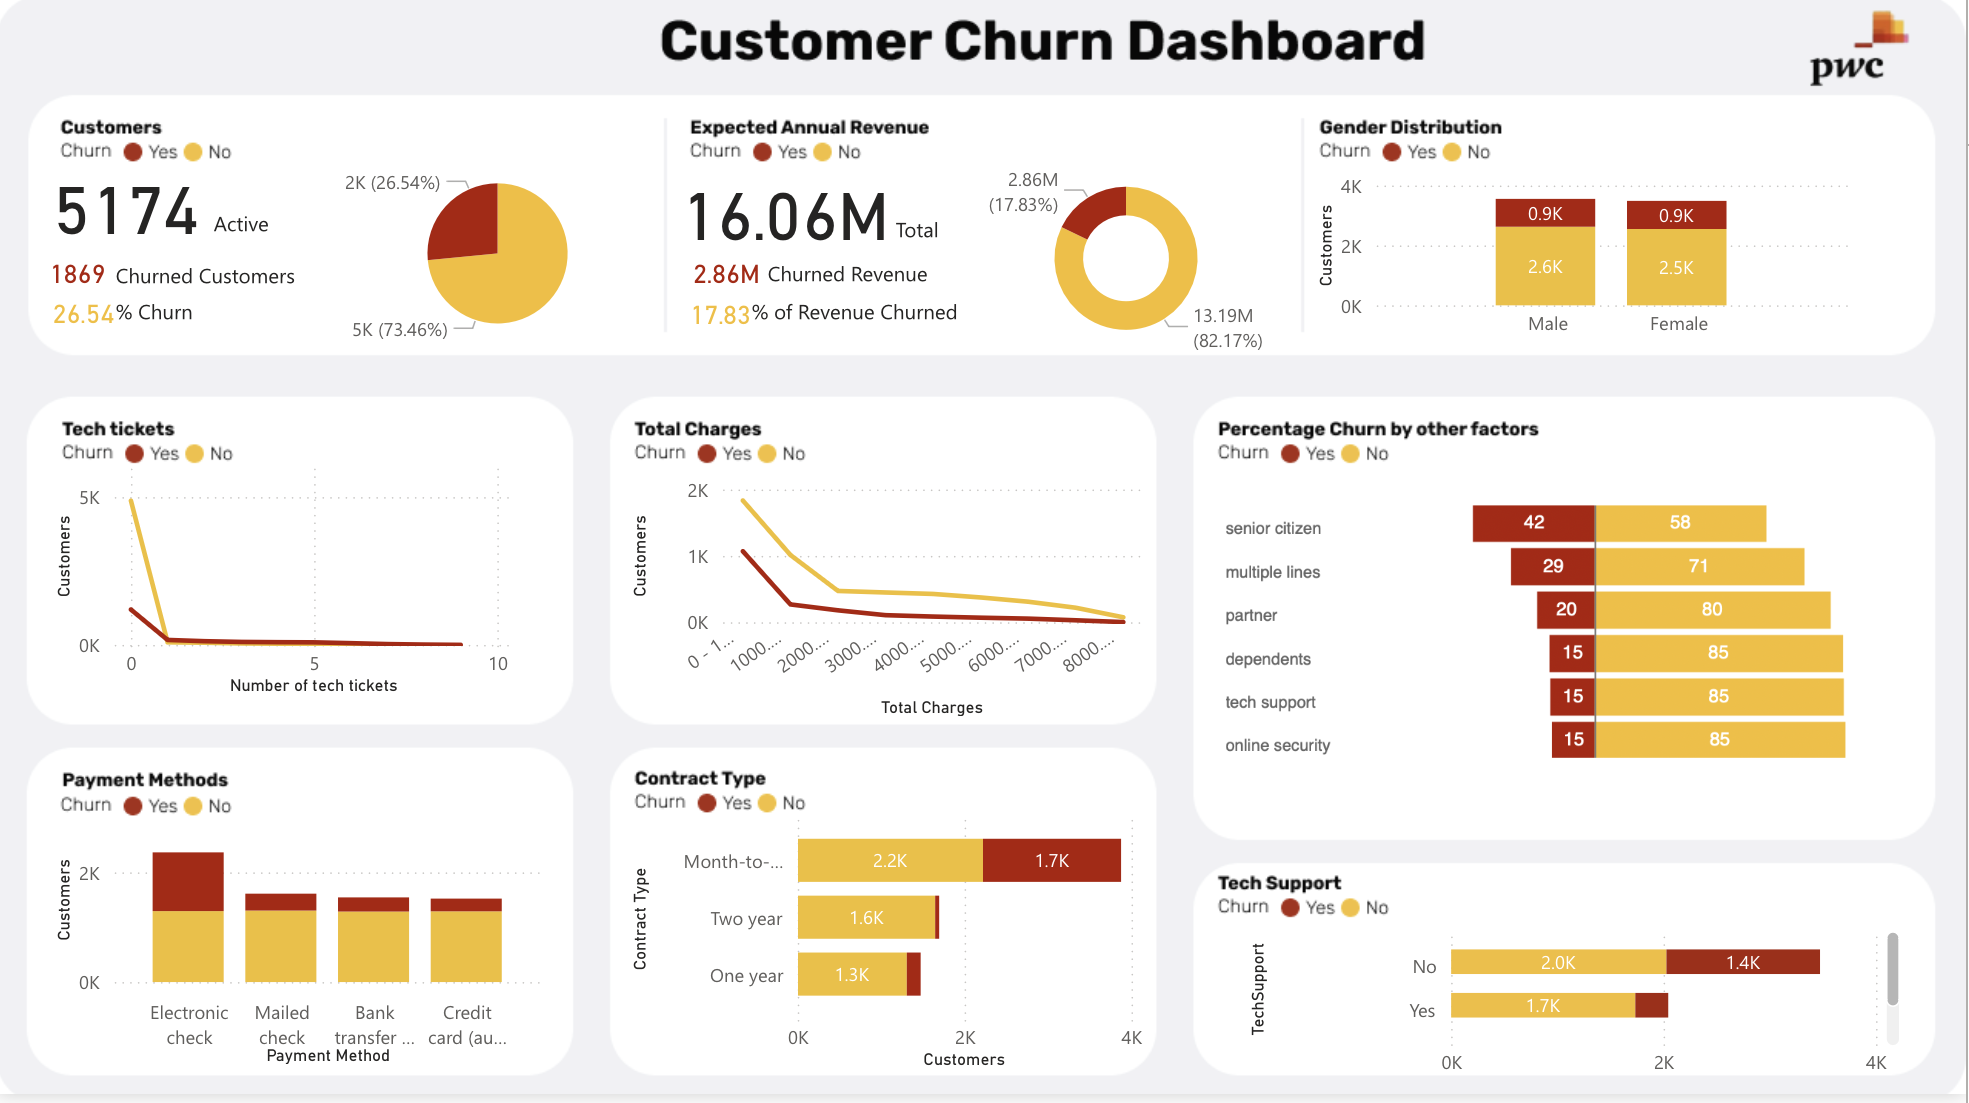 Customer Churn Dashboard
pwc
Customers
Churn Yes No
5174 Active
1869 Churned Customers
26.54% Churn
2K (26.54%)
5K (73.46%)
Expected Annual Revenue
Churn Yes No
16.06M Total
2.86M Churned Revenue
17.83% of Revenue Churned
2.86M
(17.83%)
13.19M
(82.17%)
Gender Distribution
Churn Yes No
Customers
4K
2K
0K
0.9K
0.9K
2.6K
2.5K
Male
Female
Tech tickets
Churn Yes No
Customers
5K
0K
0
5
10
Number of tech tickets
Total Charges
Churn Yes No
Customers
2K
1K
0K
0 - 1...
1000...
2000...
3000...
4000...
5000...
6000...
7000...
8000...
Total Charges
Percentage Churn by other factors
Churn Yes No
senior citizen 42 58
multiple lines 29 71
partner 20 80
dependents 15 85
tech support 15 85
online security 15 85
Payment Methods
Churn Yes No
Customers
2K
0K
Electronic
check
Mailed
check
Bank
transfer ...
Credit
card (au...
Payment Method
Contract Type
Churn Yes No
Contract Type
Month-to-... 2.2K 1.7K
Two year 1.6K
One year 1.3K
0K
2K
4K
Customers
Tech Support
Churn Yes No
TechSupport
No 2.0K 1.4K
Yes 1.7K
0K
2K
4K